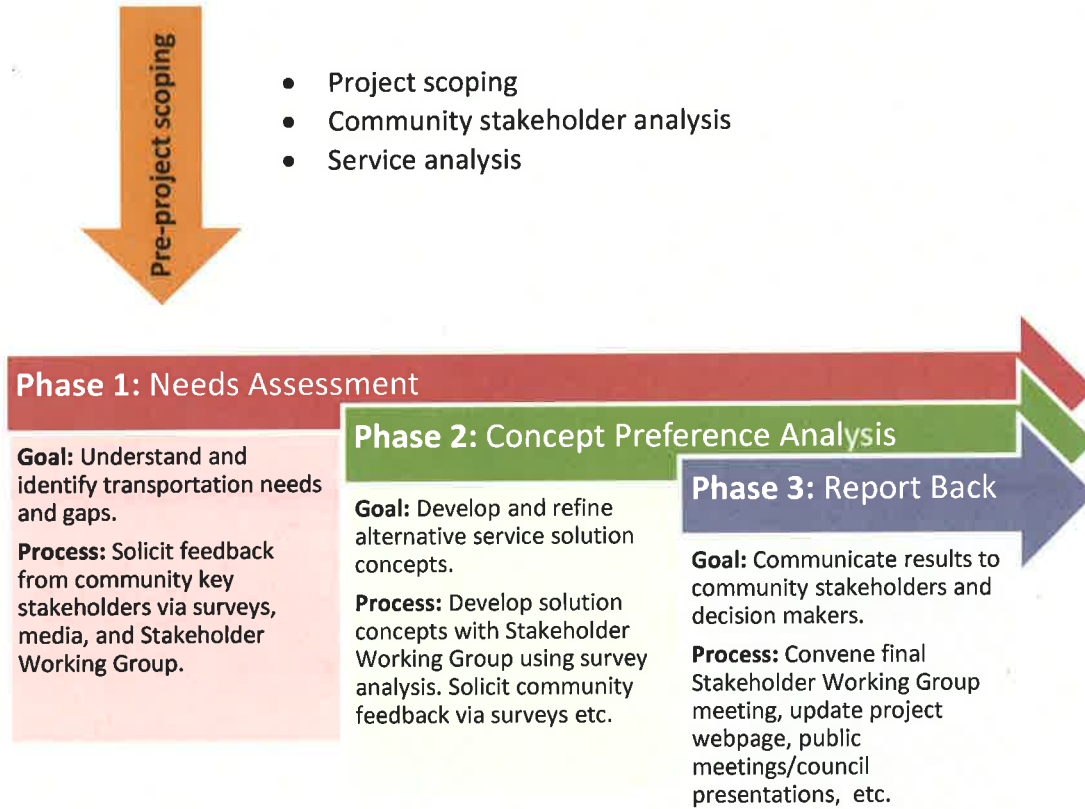 Pre-project scoping
• Project scoping
• Community stakeholder analysis
• Service analysis
Phase 1: Needs Assessment
Goal: Understand and
identify transportation needs
and gaps.
Process: Solicit feedback
from community key
stakeholders via surveys,
media, and Stakeholder
Working Group.
Phase 2: Concept Preference Analysis
Goal: Develop and refine
alternative service solution
concepts.
Process: Develop solution
concepts with Stakeholder
Working Group using survey
analysis. Solicit community
feedback via surveys etc.
Phase 3: Report Back
Goal: Communicate results to
community stakeholders and
decision makers.
Process: Convene final
Stakeholder Working Group
meeting, update project
webpage, public
meetings/council
presentations, etc.